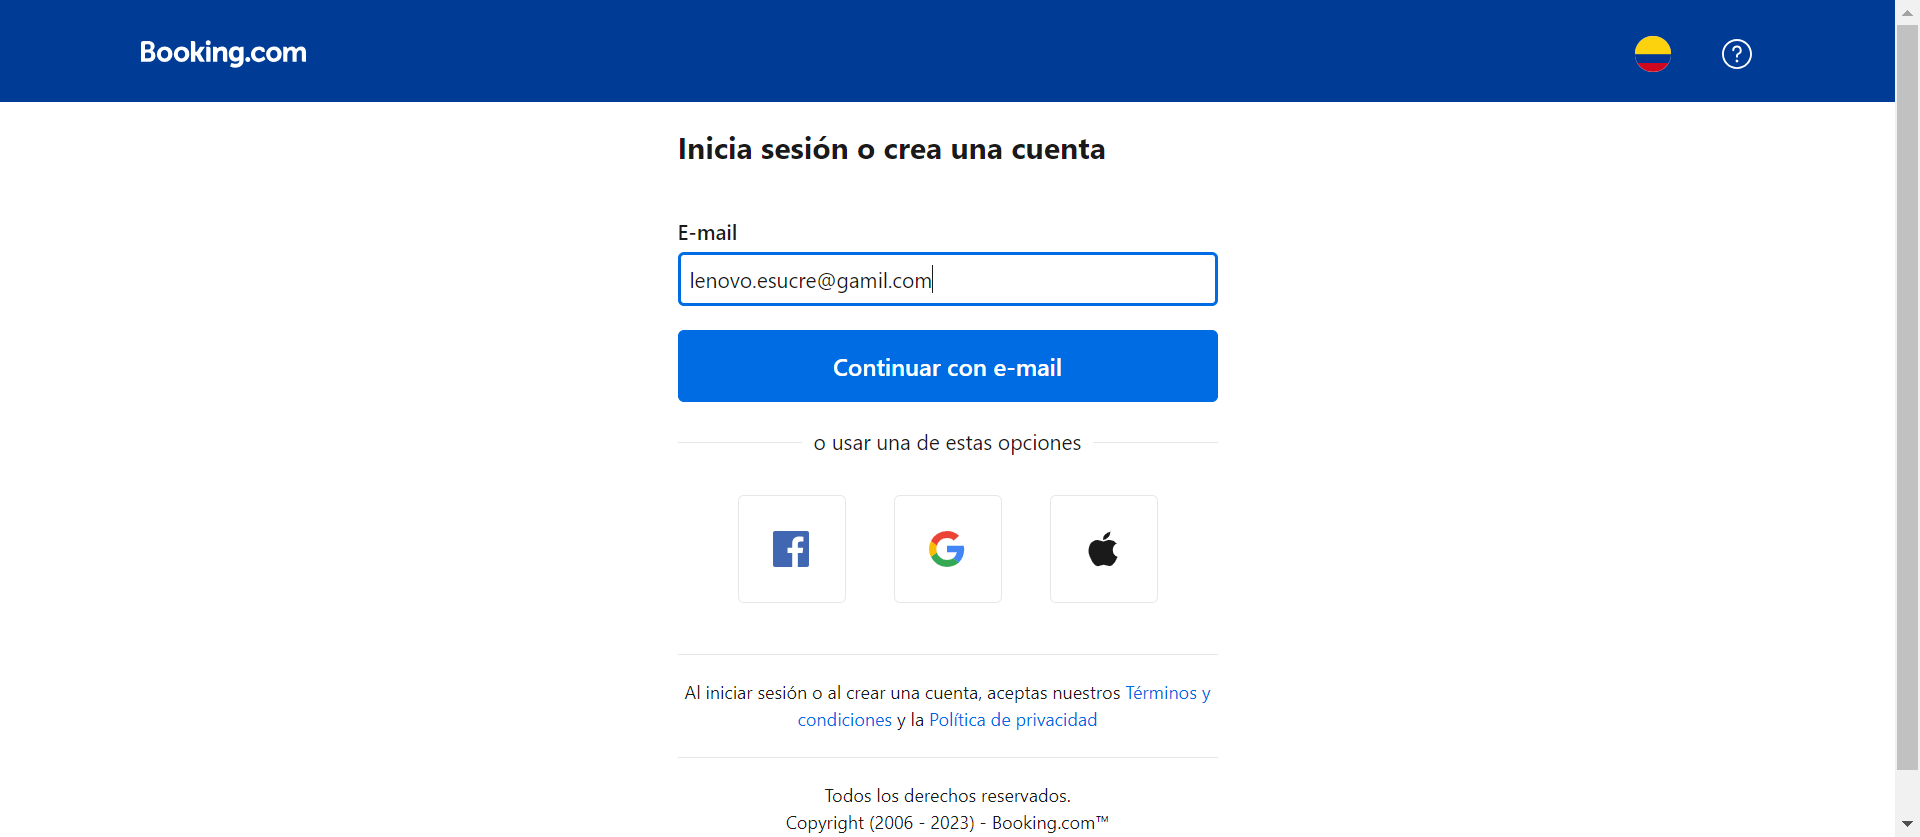 Booking.com
Inicia sesión o crea una cuenta
E-mail
lenovo.esucre@gamil.com
Continuar con e-mail
o usar una de estas opciones
Al iniciar sesión o al crear una cuenta, aceptas nuestros Términos y
condiciones y la Política de privacidad
Todos los derechos reservados.
Copyright (2006 - 2023) - Booking.com™